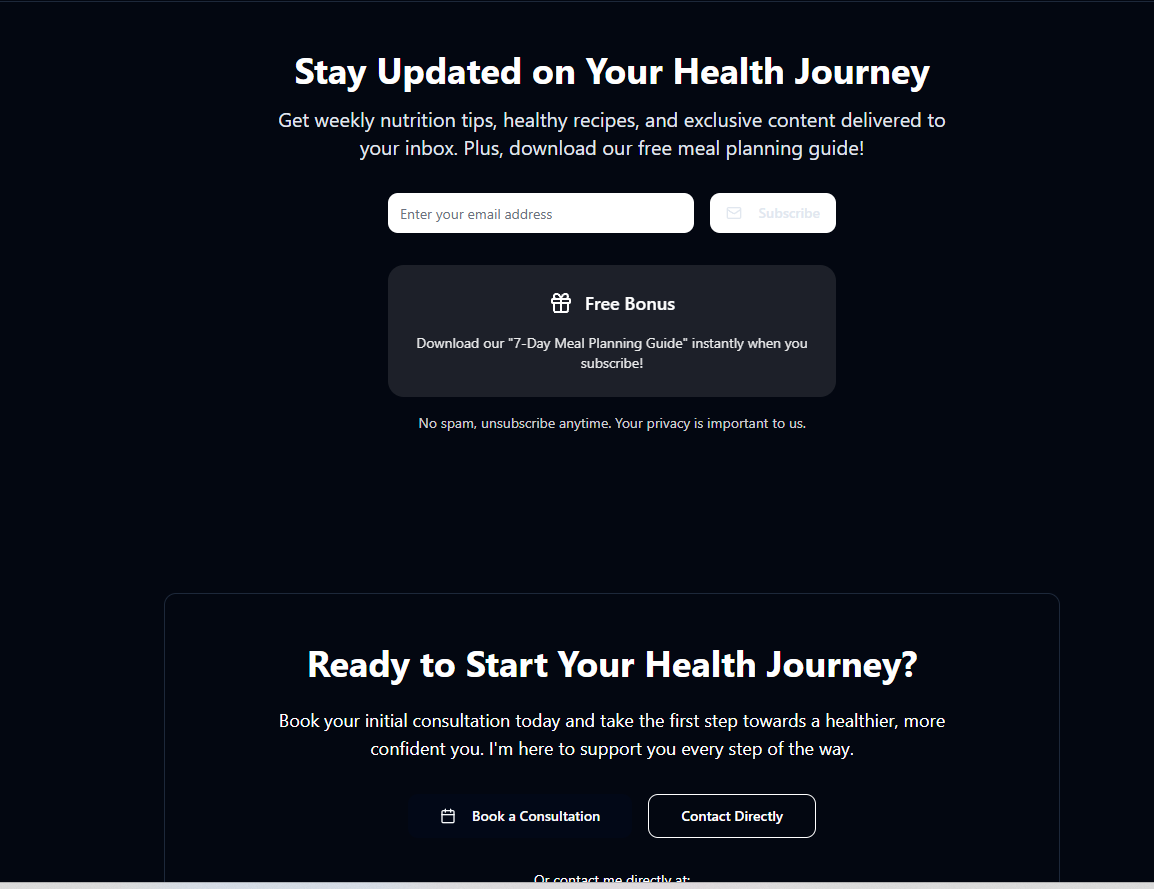 Stay Updated on Your Health Journey
Get weekly nutrition tips, healthy recipes, and exclusive content delivered to
your inbox. Plus, download our free meal planning guide!
Enter your email address
Subscribe
Free Bonus
Download our "7-Day Meal Planning Guide" instantly when you
subscribe!
No spam, unsubscribe anytime. Your privacy is important to us.
Ready to Start Your Health Journey?
Book your initial consultation today and take the first step towards a healthier, more
confident you. I'm here to support you every step of the way.
Book a Consultation
Contact Directly
Or contact me directly at: